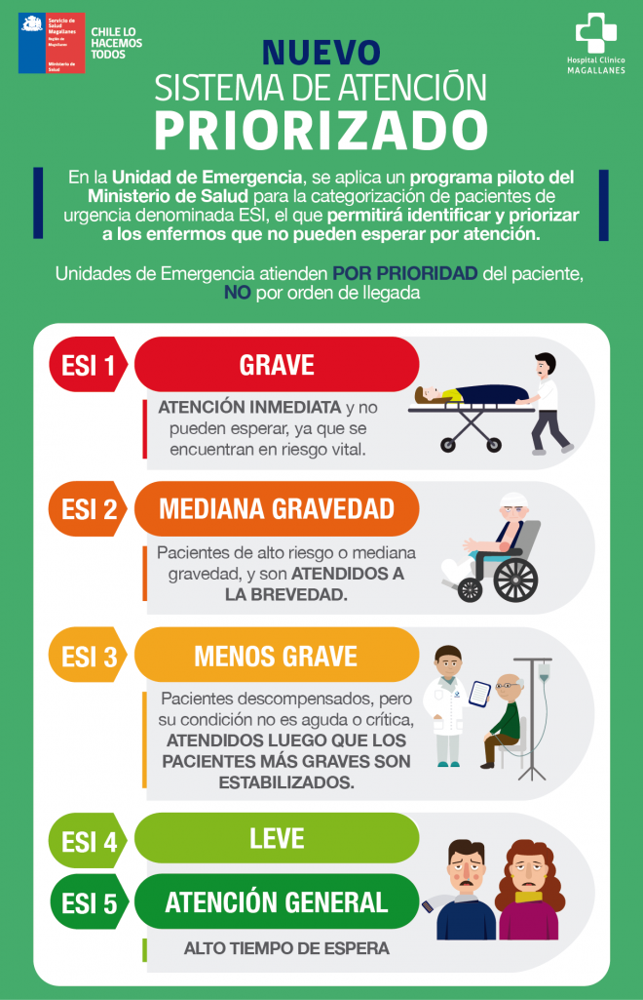 Servicio de
Salud
Magallanes
Región de
Magallanes
Ministerio de
Salud
CHILE LO
HACEMOS
TODOS
Hospital Clínico
MAGALLANES
NUEVO
SISTEMA DE ATENCIÓN
PRIORIZADO
En la Unidad de Emergencia, se aplica un programa piloto del
Ministerio de Salud para la categorización de pacientes de
urgencia denominada ESI, el que permitirá identificar y priorizar
a los enfermos que no pueden esperar por atención.
Unidades de Emergencia atienden POR PRIORIDAD del paciente,
NO por orden de llegada
ESI 1
GRAVE
ATENCIÓN INMEDIATA y no
pueden esperar, ya que se
encuentran en riesgo vital.
ESI 2
MEDIANA GRAVEDAD
Pacientes de alto riesgo o mediana
gravedad, y son ATENDIDOS A
LA BREVEDAD.
ESI 3
MENOS GRAVE
Pacientes descompensados, pero
su condición no es aguda o crítica,
ATENDIDOS LUEGO QUE LOS
PACIENTES MÁS GRAVES SON
ESTABILIZADOS.
ESI 4
LEVE
ESI 5
ATENCIÓN GENERAL
ALTO TIEMPO DE ESPERA